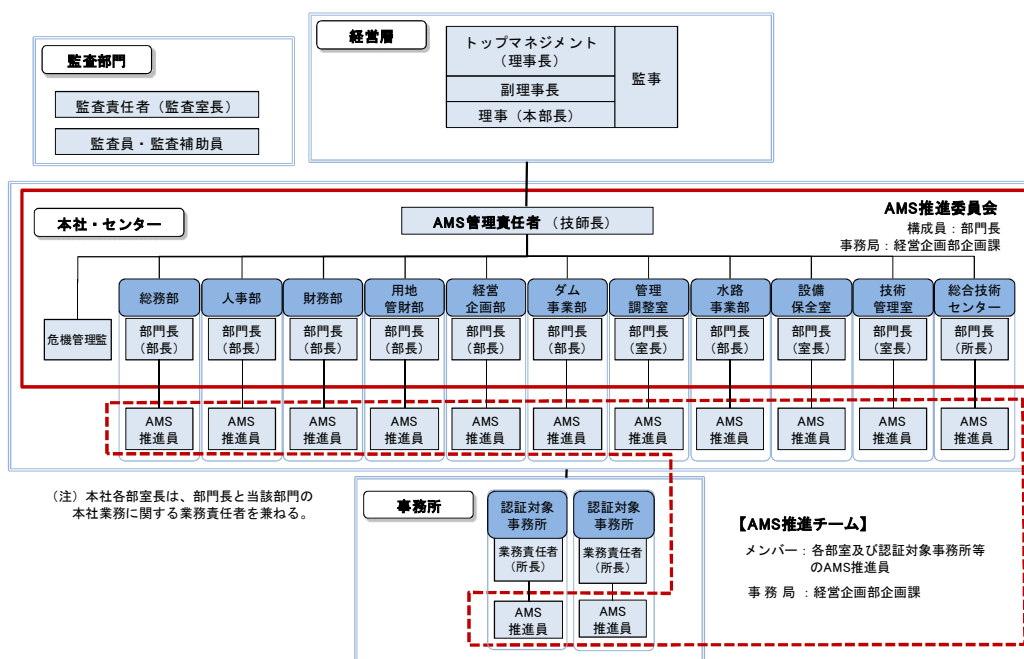 監査部門
監査責任者（監査室長）
監査員・監査補助員
経営層
トップマネジメント
（理事長）
副理事長
理事（本部長）
監事
本社・センター
AMS管理責任者（技師長）
AMS推進委員会
構成員：部門長
事務局：経営企画部企画課
危機管理監
総務部
部門長
（部長）
AMS
推進員
人事部
部門長
（部長）
AMS
推進員
財務部
部門長
（部長）
AMS
推進員
用地
管財部
部門長
（部長）
AMS
推進員
経営
企画部
部門長
（部長）
AMS
推進員
ダム
事業部
部門長
（部長）
AMS
推進員
管理
調整室
部門長
（室長）
AMS
推進員
水路
事業部
部門長
（部長）
AMS
推進員
設備
保全室
部門長
（室長）
AMS
推進員
技術
管理室
部門長
（室長）
AMS
推進員
総合技術
センター
部門長
（所長）
AMS
推進員
（注）本社各部室長は、部門長と当該部門の
本社業務に関する業務責任者を兼ねる。
事務所
認証対象
事務所
業務責任者
（所長）
AMS
推進員
認証対象
事務所
業務責任者
（所長）
AMS
推進員
【AMS推進チーム】
メンバー：各部室及び認証対象事務所等
のAMS推進員
事務局：経営企画部企画課